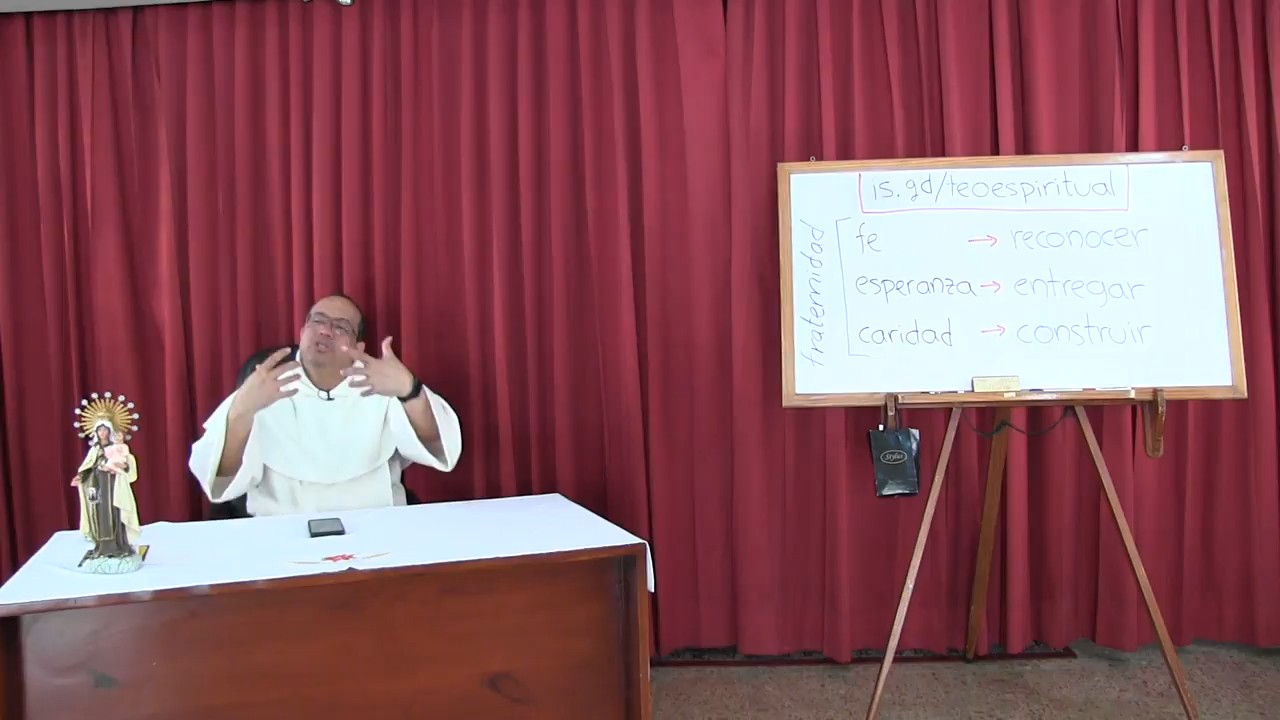 is.gd/teoespiritual
fraternidad
fe → reconocer
esperanza → entregar
caridad → construir
Stylus